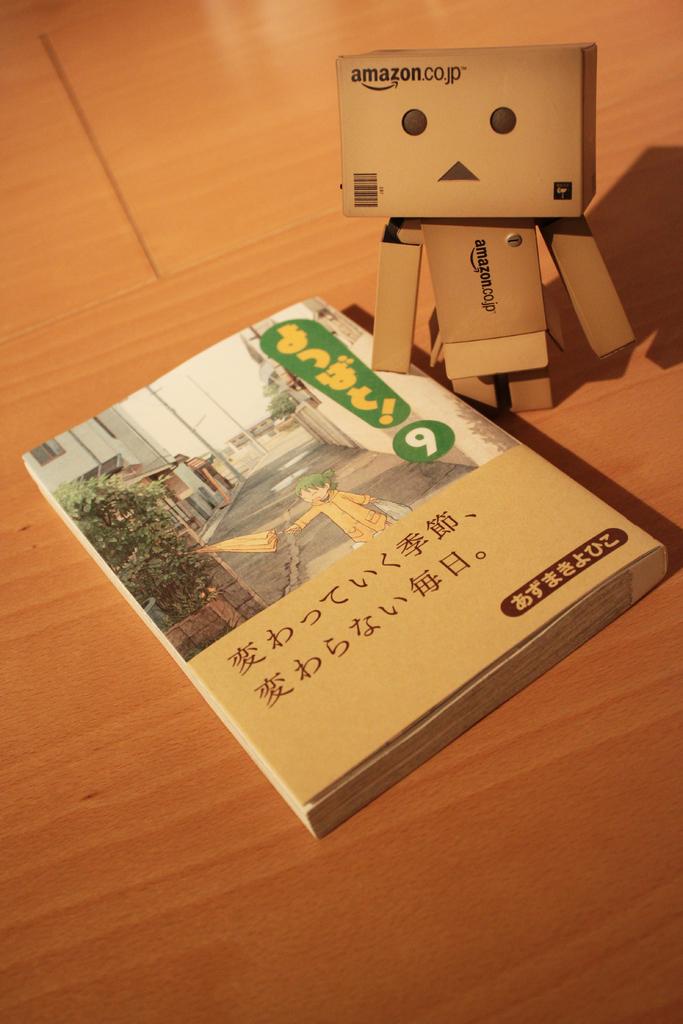 amazon.co.jp™
amazon.co.jp
よつばと!
9
変わっていく季節、
変わらない毎日。
あずまきよひこ